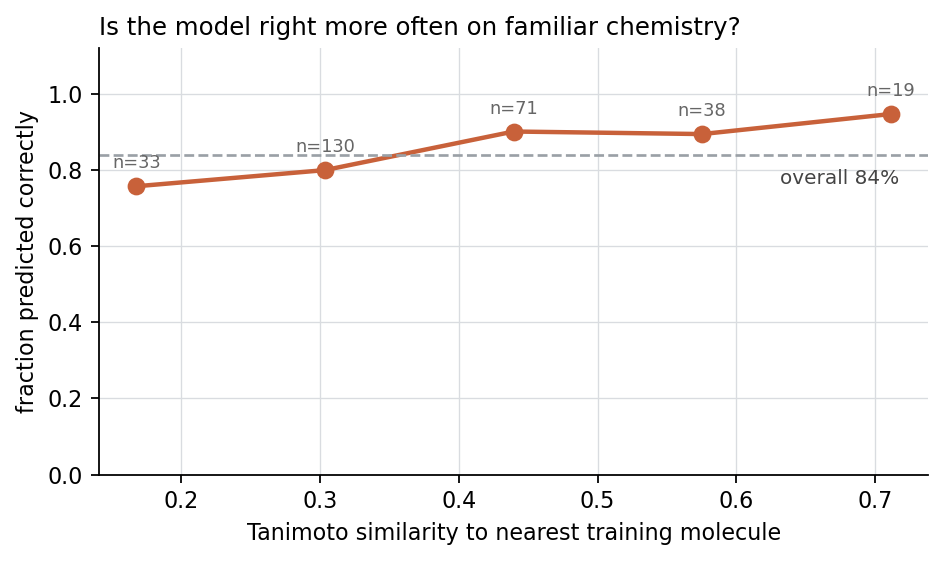 Is the model right more often on familiar chemistry?
fraction predicted correctly
1.0
0.8
0.6
0.4
0.2
0.0
n=33
n=130
n=71
n=38
n=19
overall 84%
0.2
0.3
0.4
0.5
0.6
0.7
Tanimoto similarity to nearest training molecule